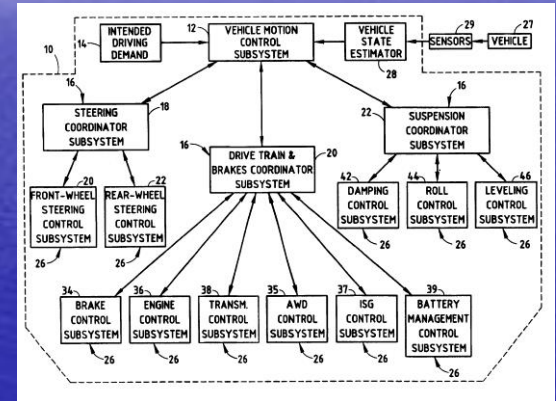 10
14
INTENDED
DRIVING
DEMAND
12
VEHICLE MOTION
CONTROL
SUBSYSTEM
VEHICLE
STATE
ESTIMATOR
28
29
SENSORS
27
VEHICLE
16
STEERING
COORDINATOR
SUBSYSTEM
18
16
DRIVE TRAIN &
BRAKES COORDINATOR
SUBSYSTEM
20
16
22
SUSPENSION
COORDINATOR
SUBSYSTEM
20
FRONT-WHEEL
STEERING
CONTROL
SUBSYSTEM
26
22
REAR-WHEEL
STEERING
CONTROL
SUBSYSTEM
26
42
DAMPING
CONTROL
SUBSYSTEM
26
44
ROLL
CONTROL
SUBSYSTEM
26
46
LEVELING
CONTROL
SUBSYSTEM
26
34
BRAKE
CONTROL
SUBSYSTEM
26
36
ENGINE
CONTROL
SUBSYSTEM
26
38
TRANSM.
CONTROL
SUBSYSTEM
26
35
AWD
CONTROL
SUBSYSTEM
26
37
ISG
CONTROL
SUBSYSTEM
26
39
BATTERY
MANAGEMENT
CONTROL
SUBSYSTEM
26